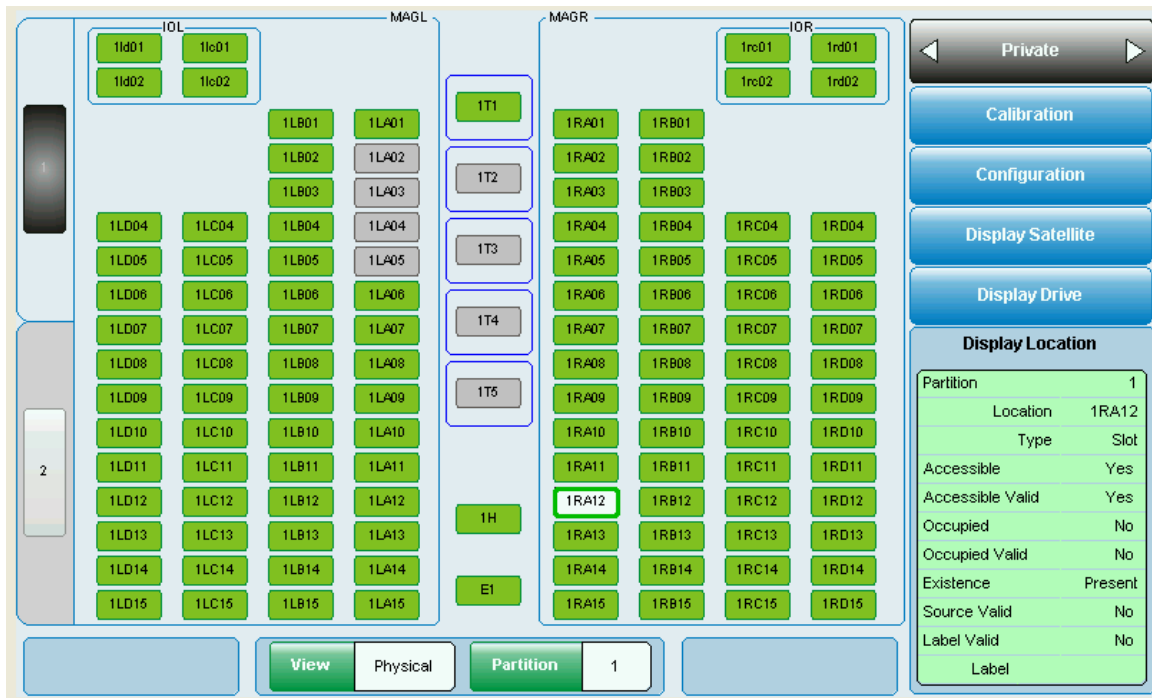 MAGL
MAGR
IOL
IOR
1ld01 1lc01 1rc01 1rd01
1ld02 1lc02 1rc02 1rd02
1T1
1LB01 1LA01 1RA01 1RB01
1LB02 1LA02 1RA02 1RB02
1
1T2
1LB03 1LA03 1RA03 1RB03
1LD04 1LC04 1LB04 1LA04 1RA04 1RB04 1RC04 1RD04
1T3
1LD05 1LC05 1LB05 1LA05 1RA05 1RB05 1RC05 1RD05
1LD06 1LC06 1LB06 1LA06 1RA06 1RB06 1RC06 1RD06
1T4
1LD07 1LC07 1LB07 1LA07 1RA07 1RB07 1RC07 1RD07
1LD08 1LC08 1LB08 1LA08 1RA08 1RB08 1RC08 1RD08
1T5
1LD09 1LC09 1LB09 1LA09 1RA09 1RB09 1RC09 1RD09
1LD10 1LC10 1LB10 1LA10 1RA10 1RB10 1RC10 1RD10
2
1LD11 1LC11 1LB11 1LA11 1RA11 1RB11 1RC11 1RD11
1LD12 1LC12 1LB12 1LA12 1RA12 1RB12 1RC12 1RD12
1H
1LD13 1LC13 1LB13 1LA13 1RA13 1RB13 1RC13 1RD13
1LD14 1LC14 1LB14 1LA14 1RA14 1RB14 1RC14 1RD14
E1
1LD15 1LC15 1LB15 1LA15 1RA15 1RB15 1RC15 1RD15
View Physical Partition 1
Private
Calibration
Configuration
Display Satellite
Display Drive
Display Location
Partition 1
Location 1RA12
Type Slot
Accessible Yes
Accessible Valid Yes
Occupied No
Occupied Valid No
Existence Present
Source Valid No
Label Valid No
Label